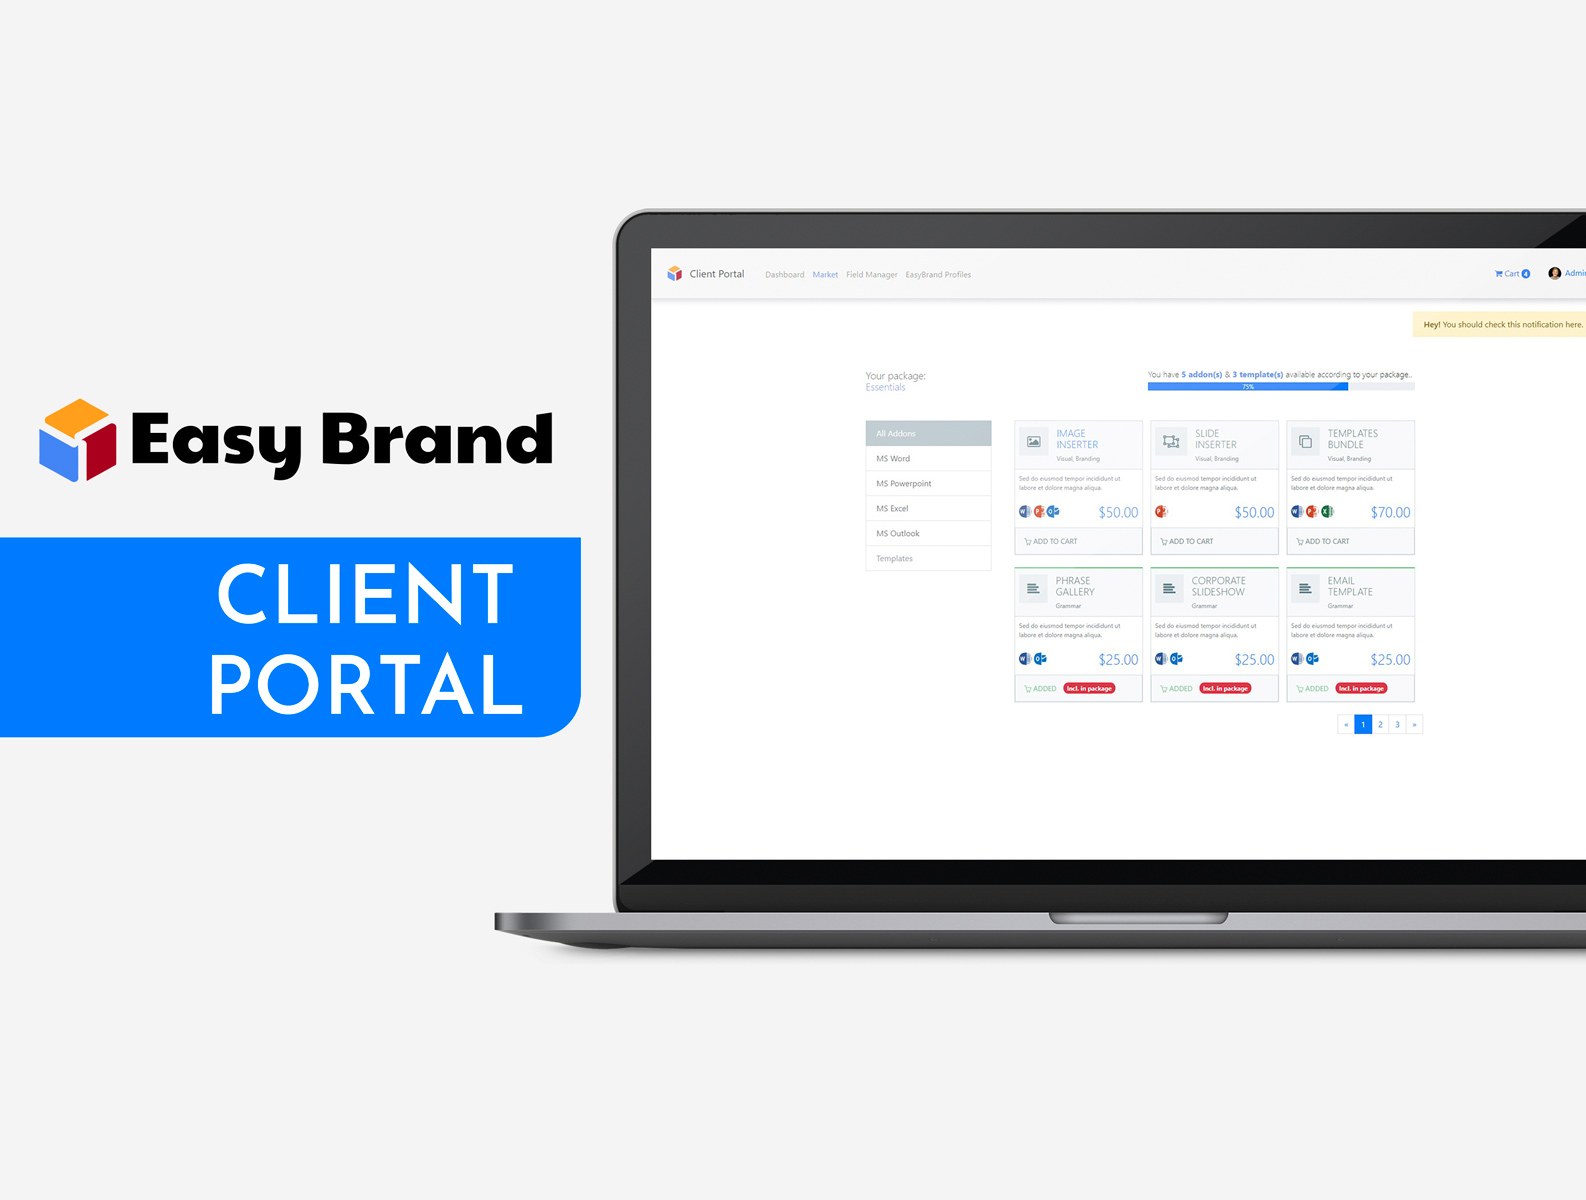 Easy Brand
CLIENT
PORTAL
Client Portal
Dashboard Market Field Manager EasyBrand Profiles
Cart 4
Hey! You should check this notification here.
Your package:
Essentials
You have 5 addon(s) & 3 template(s) available according to your package..
75%
All Addons
MS Word
MS Powerpoint
MS Excel
MS Outlook
Templates
IMAGE
INSERTER
Visual, Branding
Sed do eiusmod tempor incididunt ut
labore et dolore magna aliqua.
$50.00
ADD TO CART
SLIDE
INSERTER
Visual, Branding
Sed do eiusmod tempor incididunt ut
labore et dolore magna aliqua.
$50.00
ADD TO CART
TEMPLATES
BUNDLE
Visual, Branding
Sed do eiusmod tempor incididunt ut
labore et dolore magna aliqua.
$70.00
ADD TO CART
PHRASE
GALLERY
Grammar
Sed do eiusmod tempor incididunt ut
labore et dolore magna aliqua.
$25.00
ADDED Incl. in package
CORPORATE
SLIDESHOW
Grammar
Sed do eiusmod tempor incididunt ut
labore et dolore magna aliqua.
$25.00
ADDED Incl. in package
EMAIL
TEMPLATE
Grammar
Sed do eiusmod tempor incididunt ut
labore et dolore magna aliqua.
$25.00
ADDED Incl. in package
« 1 2 3 »